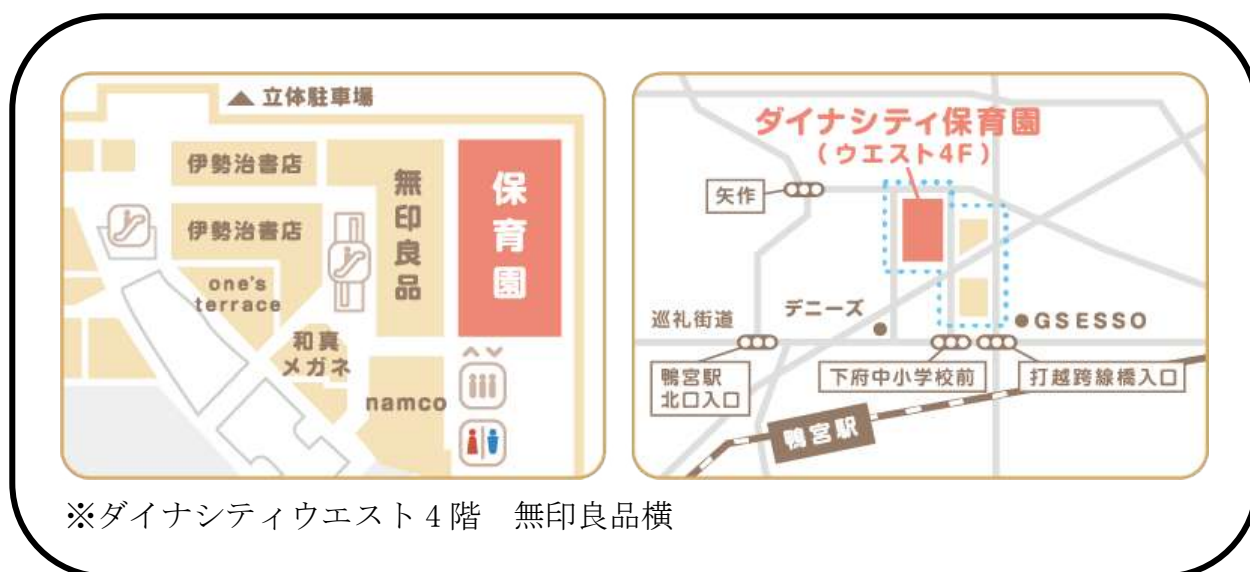 ▲ 立体駐車場
伊勢治書店
伊勢治書店
one's
terrace
和真
メガネ
無印良品
保育園
namco
ダイナシティ保育園
(ウエスト4F)
矢作
デニーズ
巡礼街道
GSESSO
鴨宮駅
北口入口
下府中小学校前
打越跨線橋入口
鴨宮駅
※ダイナシティウエスト4階 無印良品横